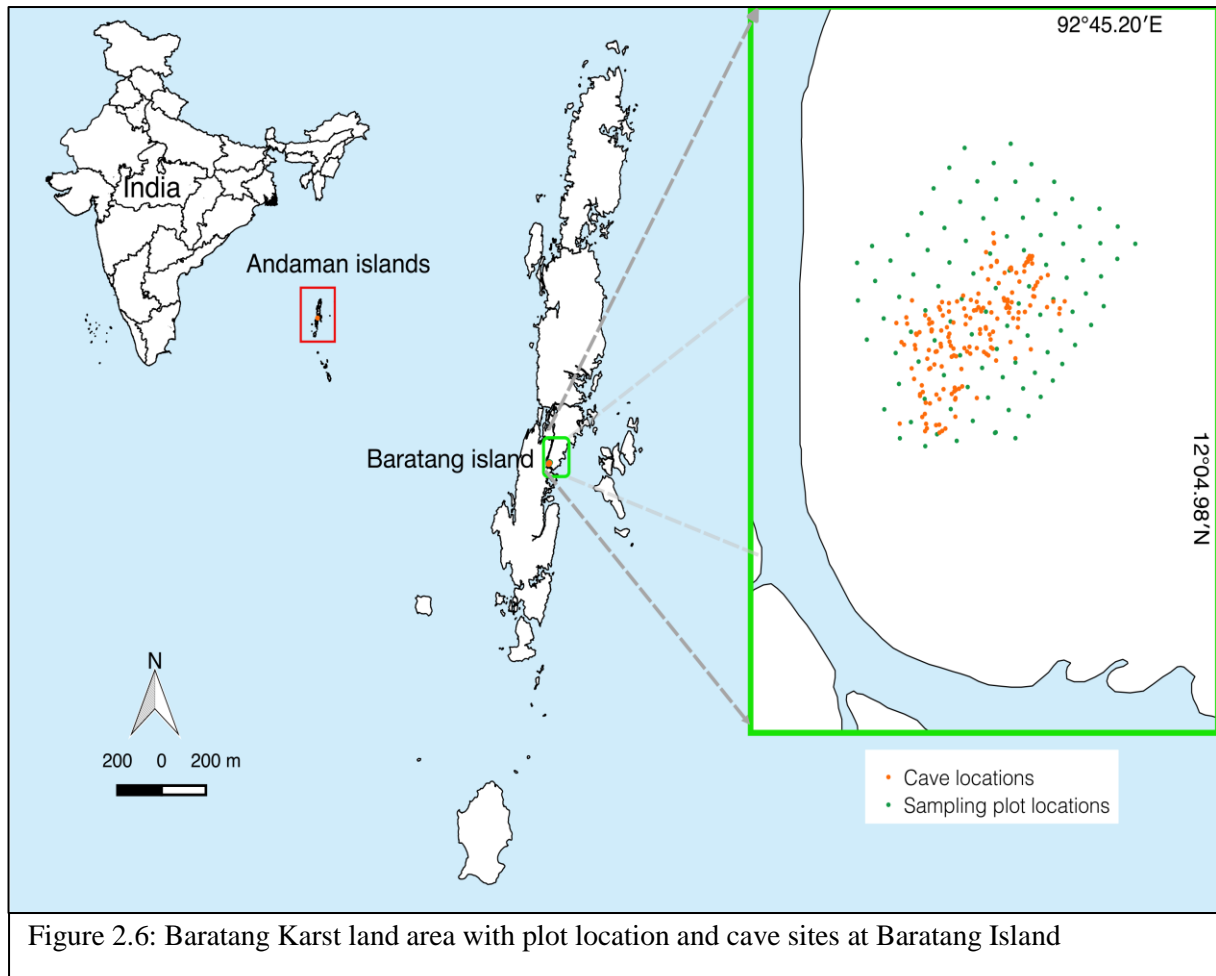 92°45.20′E
India
Andaman islands
Baratang island
12°04.98′N
N
200 0 200 m
Cave locations
Sampling plot locations
Figure 2.6: Baratang Karst land area with plot location and cave sites at Baratang Island